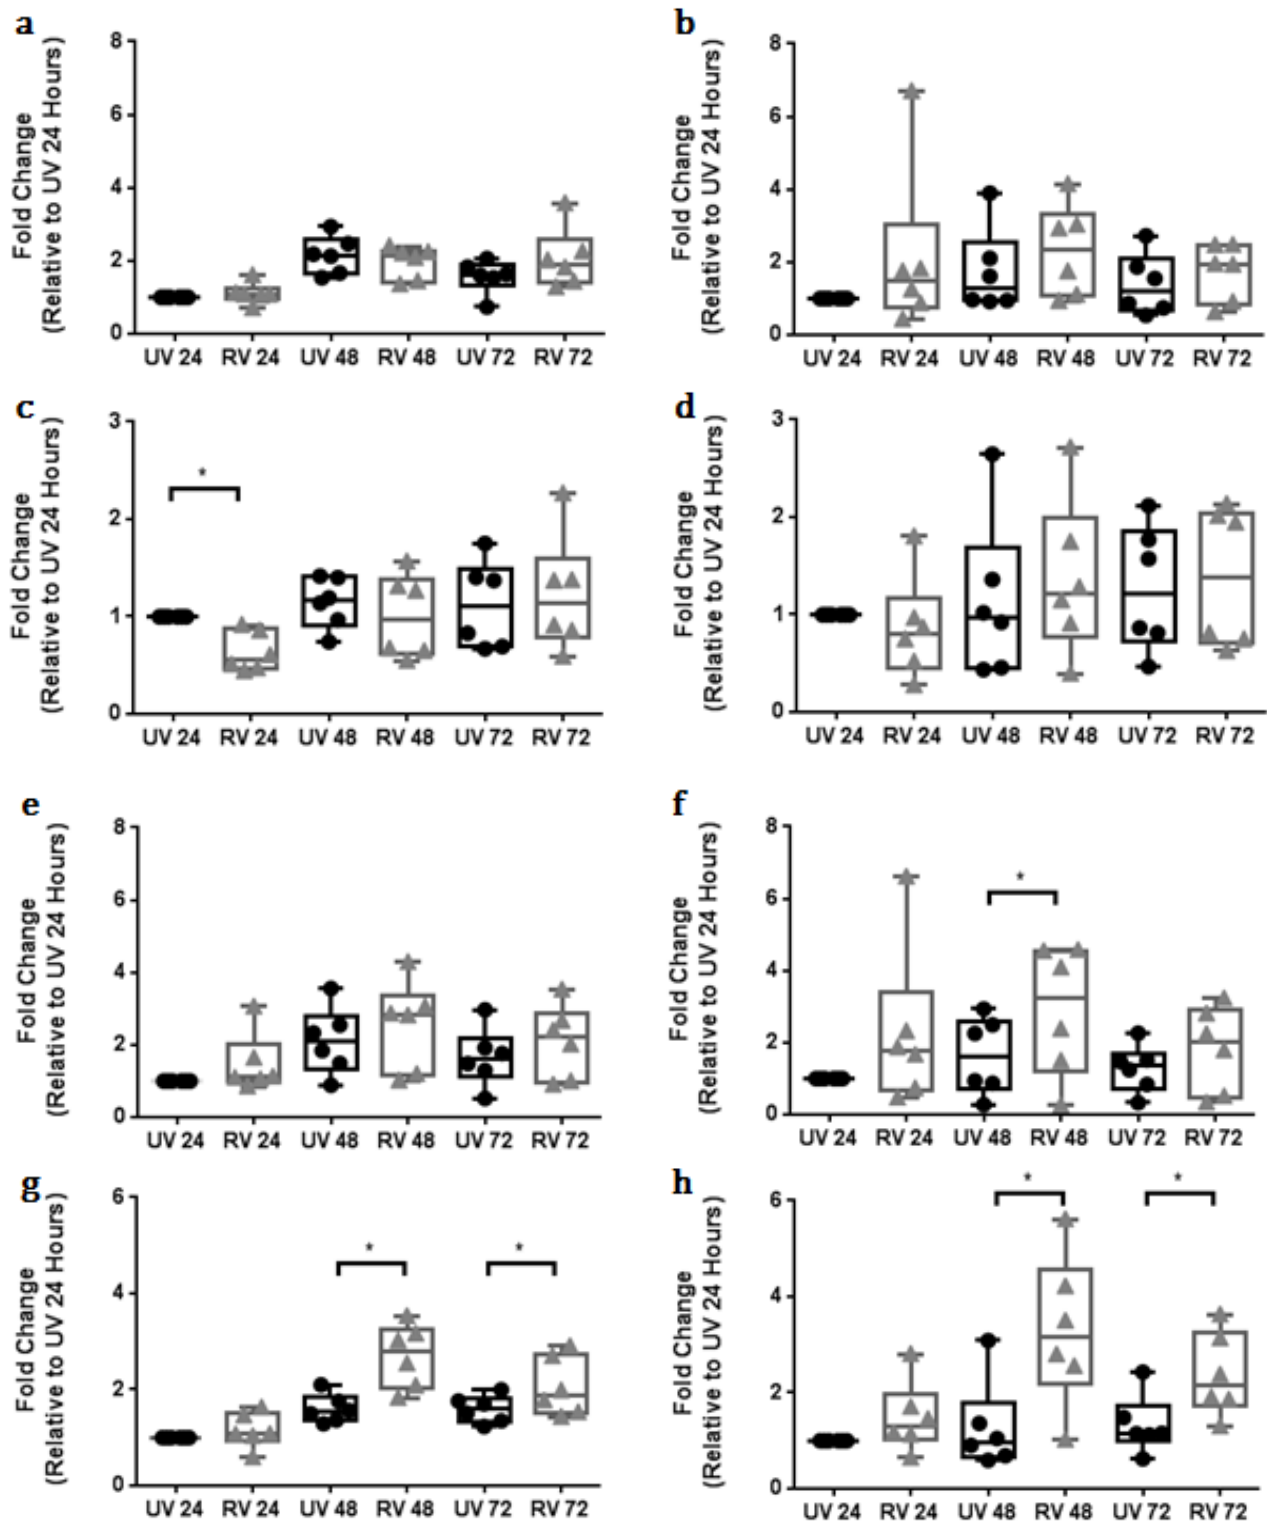 a
Fold Change
(Relative to UV 24 Hours)
8
6
4
2
0
UV 24 RV 24 UV 48 RV 48 UV 72 RV 72
b
Fold Change
(Relative to UV 24 Hours)
8
6
4
2
0
UV 24 RV 24 UV 48 RV 48 UV 72 RV 72
c
Fold Change
(Relative to UV 24 Hours)
3
*
2
1
0
UV 24 RV 24 UV 48 RV 48 UV 72 RV 72
d
Fold Change
(Relative to UV 24 Hours)
3
2
1
0
UV 24 RV 24 UV 48 RV 48 UV 72 RV 72
e
Fold Change
(Relative to UV 24 Hours)
8
6
4
2
0
UV 24 RV 24 UV 48 RV 48 UV 72 RV 72
f
Fold Change
(Relative to UV 24 Hours)
8
*
6
4
2
0
UV 24 RV 24 UV 48 RV 48 UV 72 RV 72
g
Fold Change
(Relative to UV 24 Hours)
6
* *
4
2
0
UV 24 RV 24 UV 48 RV 48 UV 72 RV 72
h
Fold Change
(Relative to UV 24 Hours)
* *
6
4
2
0
UV 24 RV 24 UV 48 RV 48 UV 72 RV 72